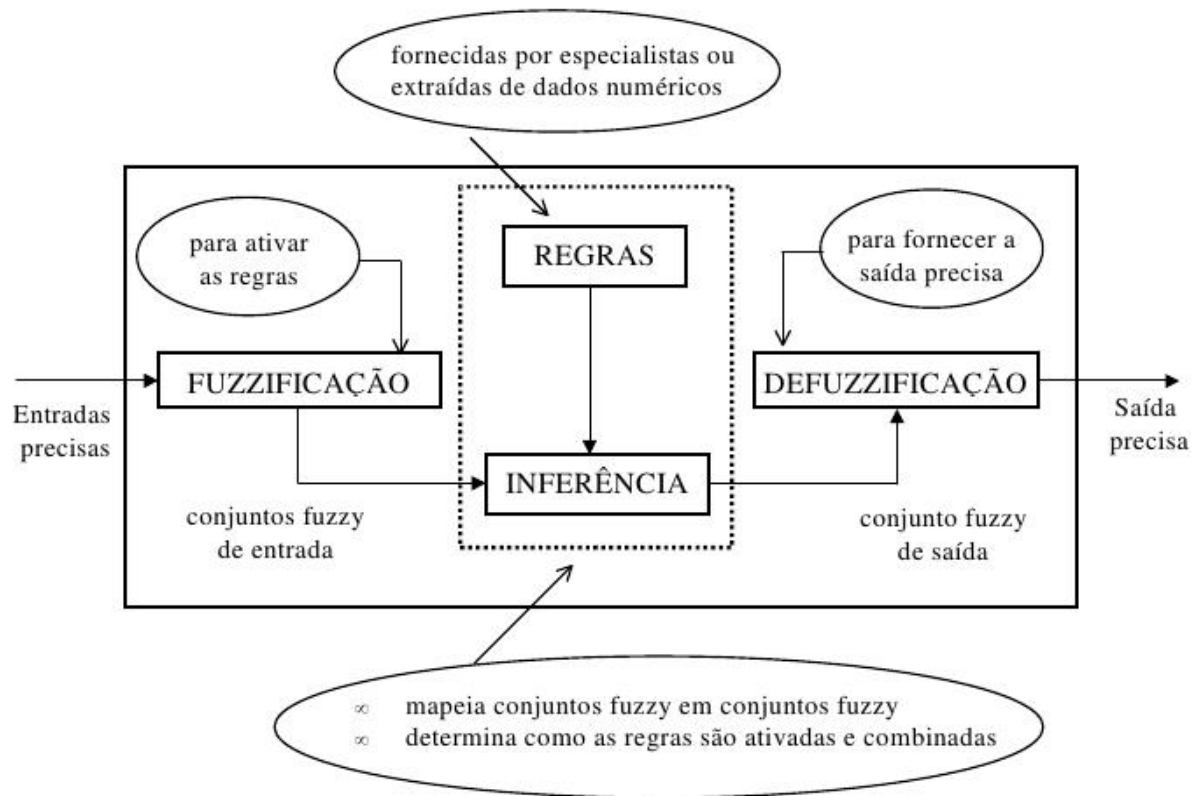 fornecidas por especialistas ou
extraídas de dados numéricos
para ativar
as regras
REGRAS
para fornecer a
saída precisa
FUZZIFICAÇÃO
DEFUZZIFICAÇÃO
Entradas
precisas
Saída
precisa
INFERÊNCIA
conjuntos fuzzy
de entrada
conjunto fuzzy
de saída
∞ mapeia conjuntos fuzzy em conjuntos fuzzy
∞ determina como as regras são ativadas e combinadas